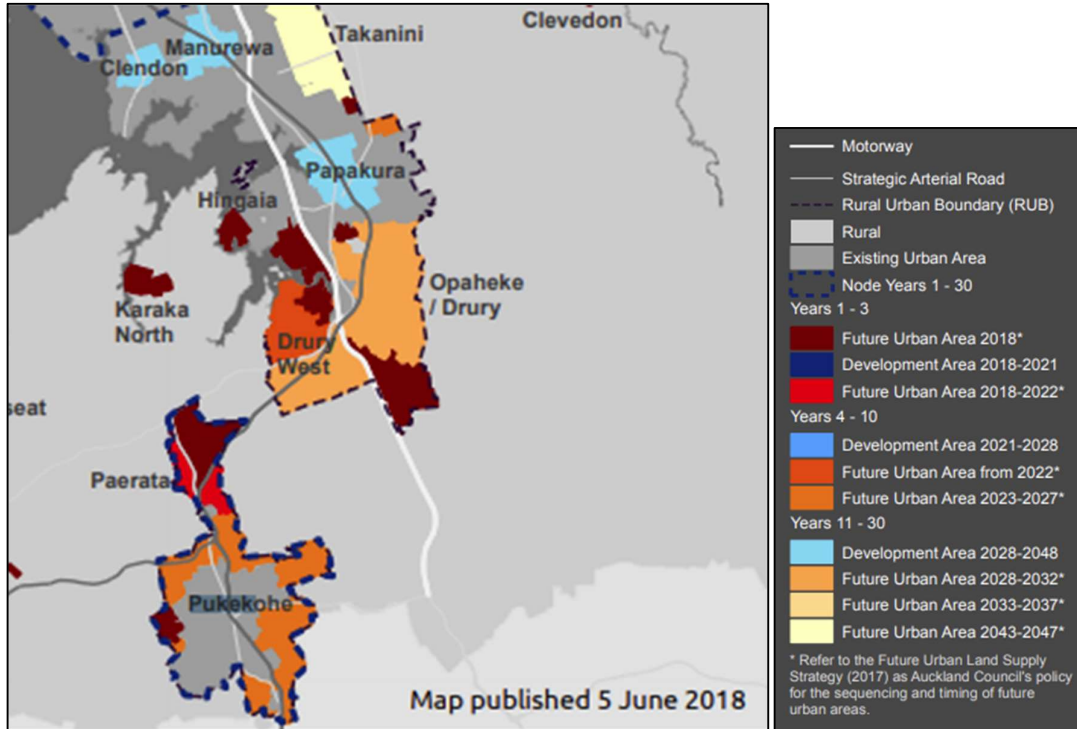 Clevedon
Takanini
Manurewa
Clendon
Papakura
Hingaia
Karaka
North
Opaheke
/ Drury
Drury
West
seat
Paerata
Pukekohe
Map published 5 June 2018
Motorway
Strategic Arterial Road
Rural Urban Boundary (RUB)
Rural
Existing Urban Area
Node Years 1 - 30
Years 1 - 3
Future Urban Area 2018*
Development Area 2018-2021
Future Urban Area 2018-2022*
Years 4 - 10
Development Area 2021-2028
Future Urban Area from 2022*
Future Urban Area 2023-2027*
Years 11 - 30
Development Area 2028-2048
Future Urban Area 2028-2032*
Future Urban Area 2033-2037*
Future Urban Area 2043-2047*
* Refer to the Future Urban Land Supply
Strategy (2017) as Auckland Council's policy
for the sequencing and timing of future
urban areas.